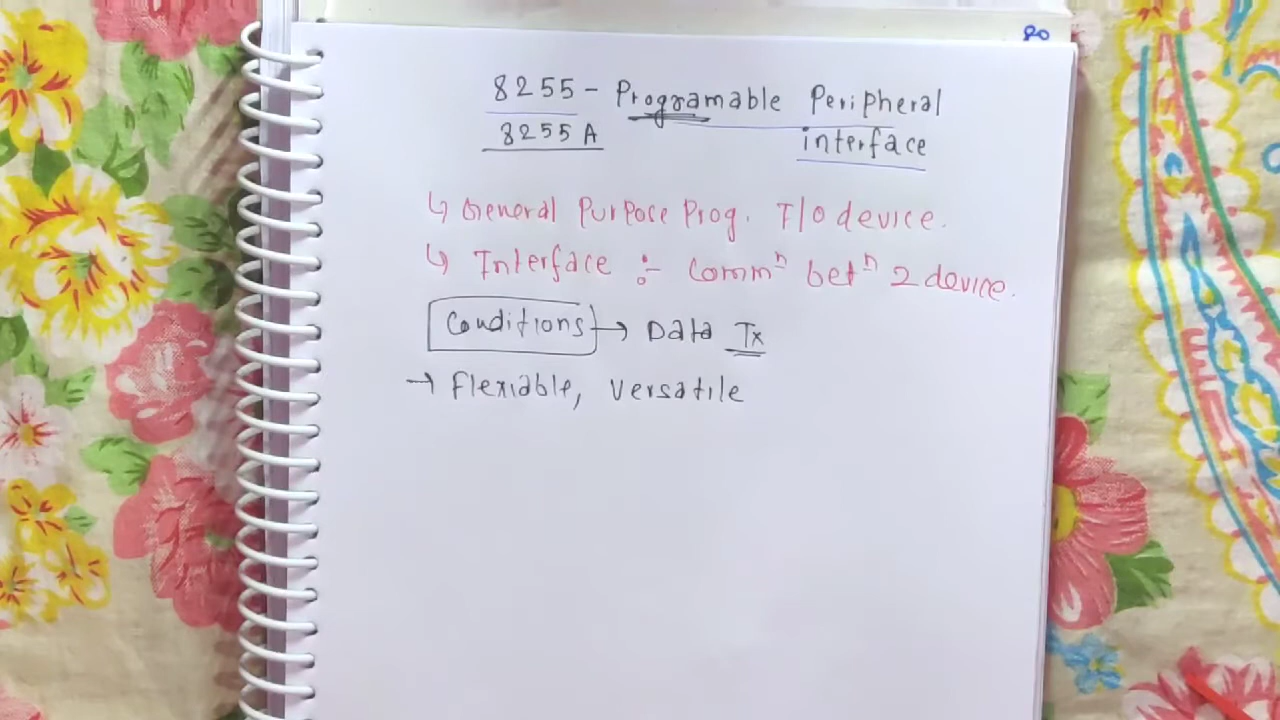 80
8255 - Programable Peripheral
8255 A interface
↳ General Purpose Prog. I/O device.
↳ Interface :- Commⁿ betⁿ 2 device.
Conditions → Data Tx
→ flexiable, versatile